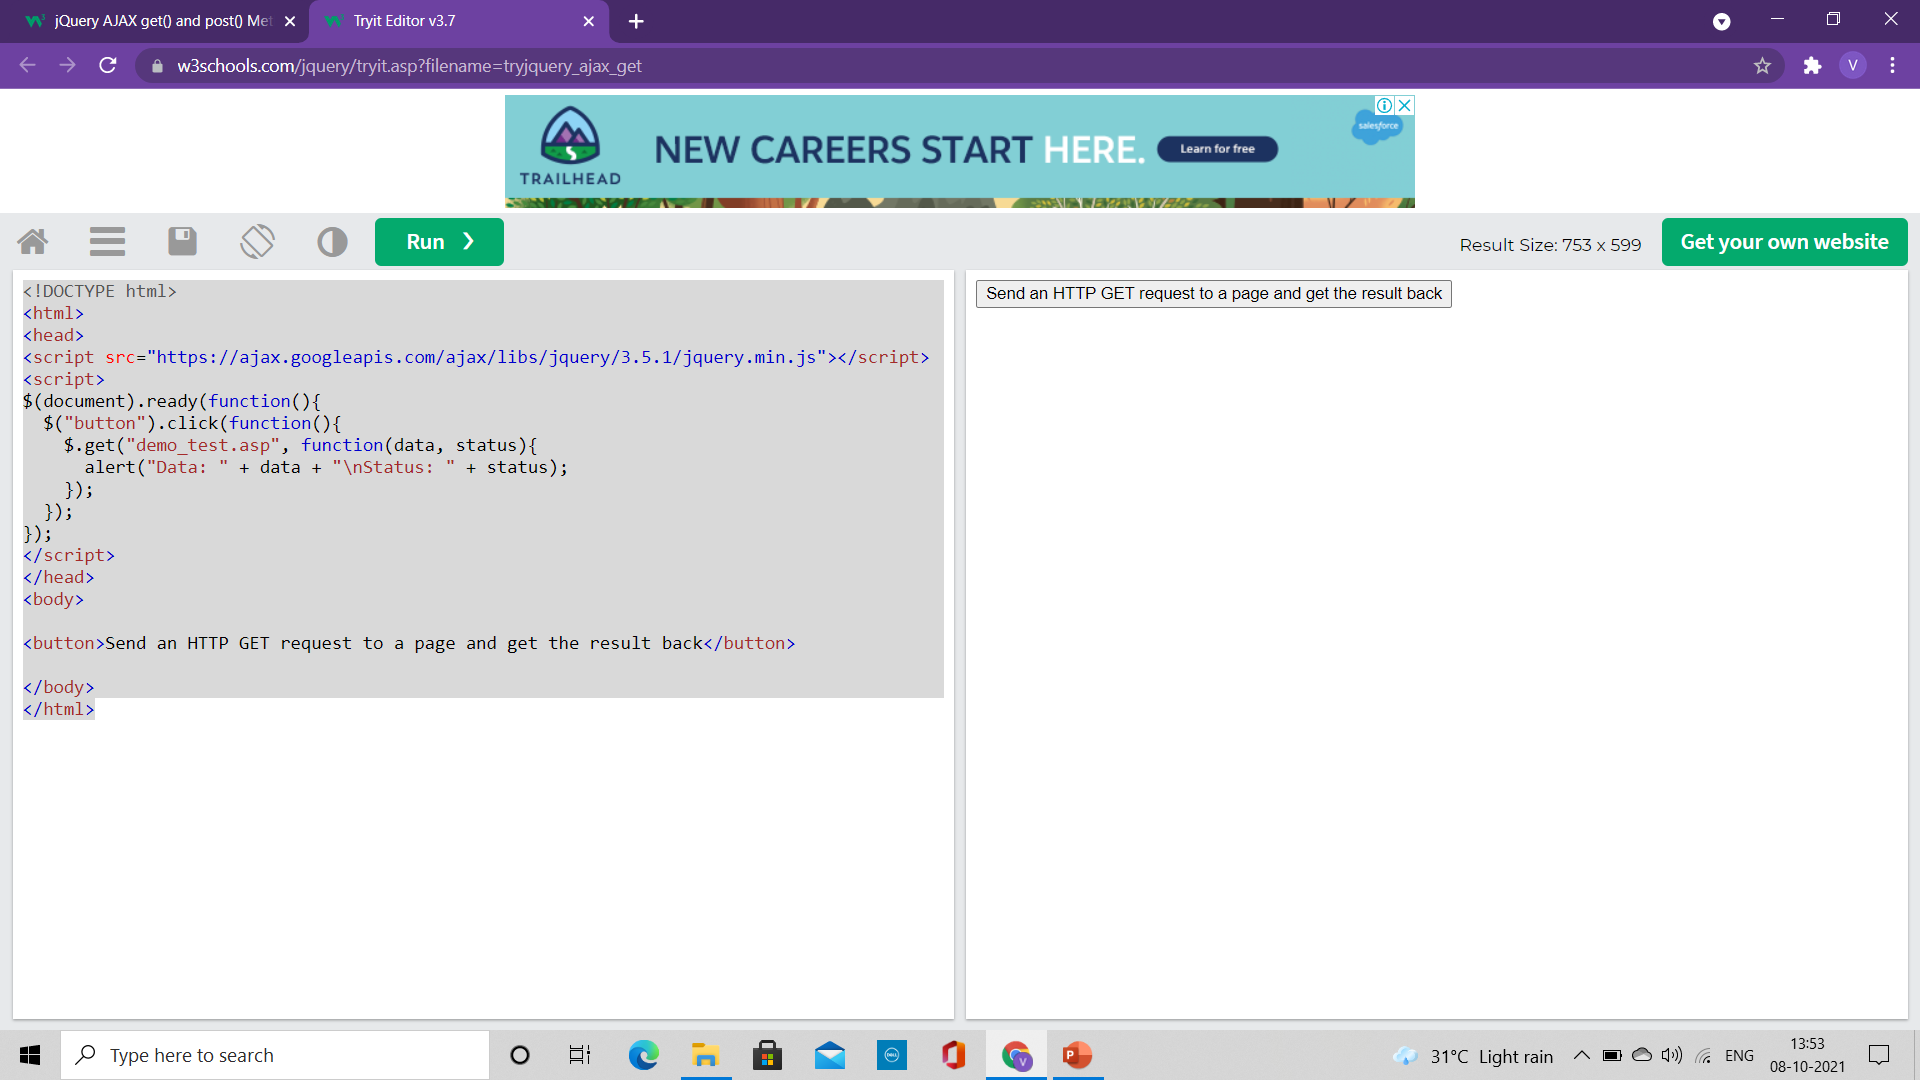 jQuery AJAX get() and post() Met
Tryit Editor v3.7
w3schools.com/jquery/tryit.asp?filename=tryjquery_ajax_get
V
TRAILHEAD
NEW CAREERS START HERE.
Learn for free
salesforce
Run ❯
Result Size: 753 x 599
Get your own website
<!DOCTYPE html>
<html>
<head>
<script src="https://ajax.googleapis.com/ajax/libs/jquery/3.5.1/jquery.min.js"></script>
<script>
$(document).ready(function(){
  $("button").click(function(){
    $.get("demo_test.asp", function(data, status){
      alert("Data: " + data + "\nStatus: " + status);
    });
  });
});
</script>
</head>
<body>
<button>Send an HTTP GET request to a page and get the result back</button>
</body>
</html>
Send an HTTP GET request to a page and get the result back
Type here to search
DELL
V
P
31°C Light rain
ENG
13:53
08-10-2021